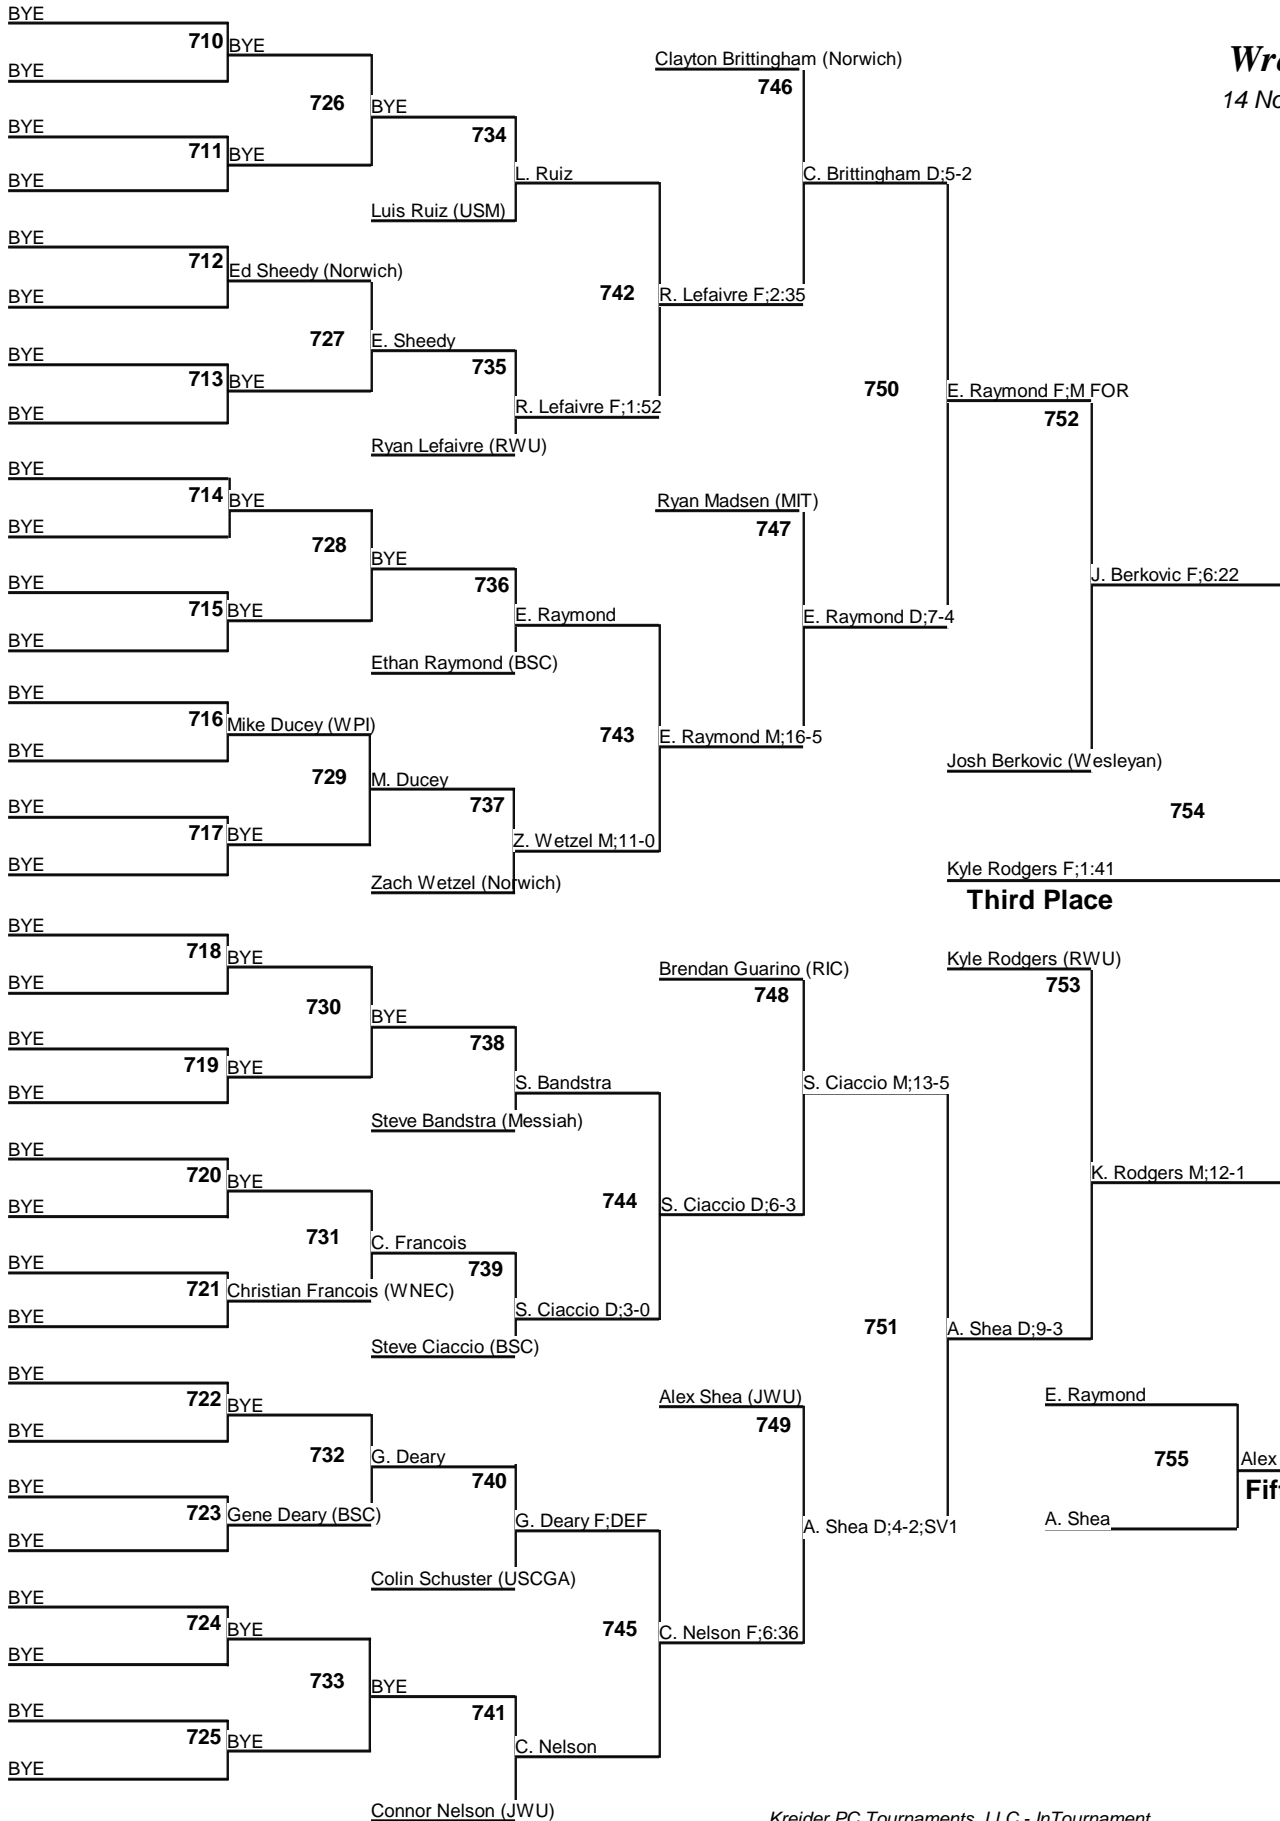 BYE
710 BYE
BYE
726 BYE
BYE
711 BYE
BYE
734
L. Ruiz
Luis Ruiz (USM)
BYE
712 Ed Sheedy (Norwich)
BYE
727 E. Sheedy
BYE
713 BYE
BYE
735
R. Lefaivre F;1:52
Ryan Lefaivre (RWU)
742 R. Lefaivre F;2:35
Clayton Brittingham (Norwich)
746
C. Brittingham D;5-2
14
BYE
714 BYE
BYE
728 BYE
BYE
715 BYE
BYE
736
E. Raymond
Ethan Raymond (BSC)
BYE
716 Mike Ducey (WPI)
BYE
729 M. Ducey
BYE
717 BYE
BYE
737
Z. Wetzel M;11-0
Zach Wetzel (Norwich)
743 E. Raymond M;16-5
Ryan Madsen (MIT)
747
E. Raymond D;7-4
750 E. Raymond F;M FOR
752
J. Berkovic F;6:22
Josh Berkovic (Wesleyan)
754
Kyle Rodgers F;1:41
Third Place
BYE
718 BYE
BYE
730 BYE
BYE
719 BYE
BYE
738
S. Bandstra
Steve Bandstra (Messiah)
BYE
720 BYE
BYE
731 C. Francois
BYE
721 Christian Francois (WNEC)
BYE
739
S. Ciaccio D;3-0
Steve Ciaccio (BSC)
744 S. Ciaccio D;6-3
Brendan Guarino (RIC)
748
S. Ciaccio M;13-5
BYE
722 BYE
BYE
732 G. Deary
BYE
723 Gene Deary (BSC)
BYE
740
G. Deary F;DEF
Colin Schuster (USCGA)
BYE
724 BYE
BYE
733 BYE
BYE
725 BYE
BYE
741
C. Nelson
Connor Nelson (JWU)
745 C. Nelson F;6:36
Alex Shea (JWU)
749
A. Shea D;4-2;SV1
751 A. Shea D;9-3
Kyle Rodgers (RWU)
753
K. Rodgers M;12-1
E. Raymond
755 Alex
A. Shea
Kreider PC Tournaments, LLC - InTournament